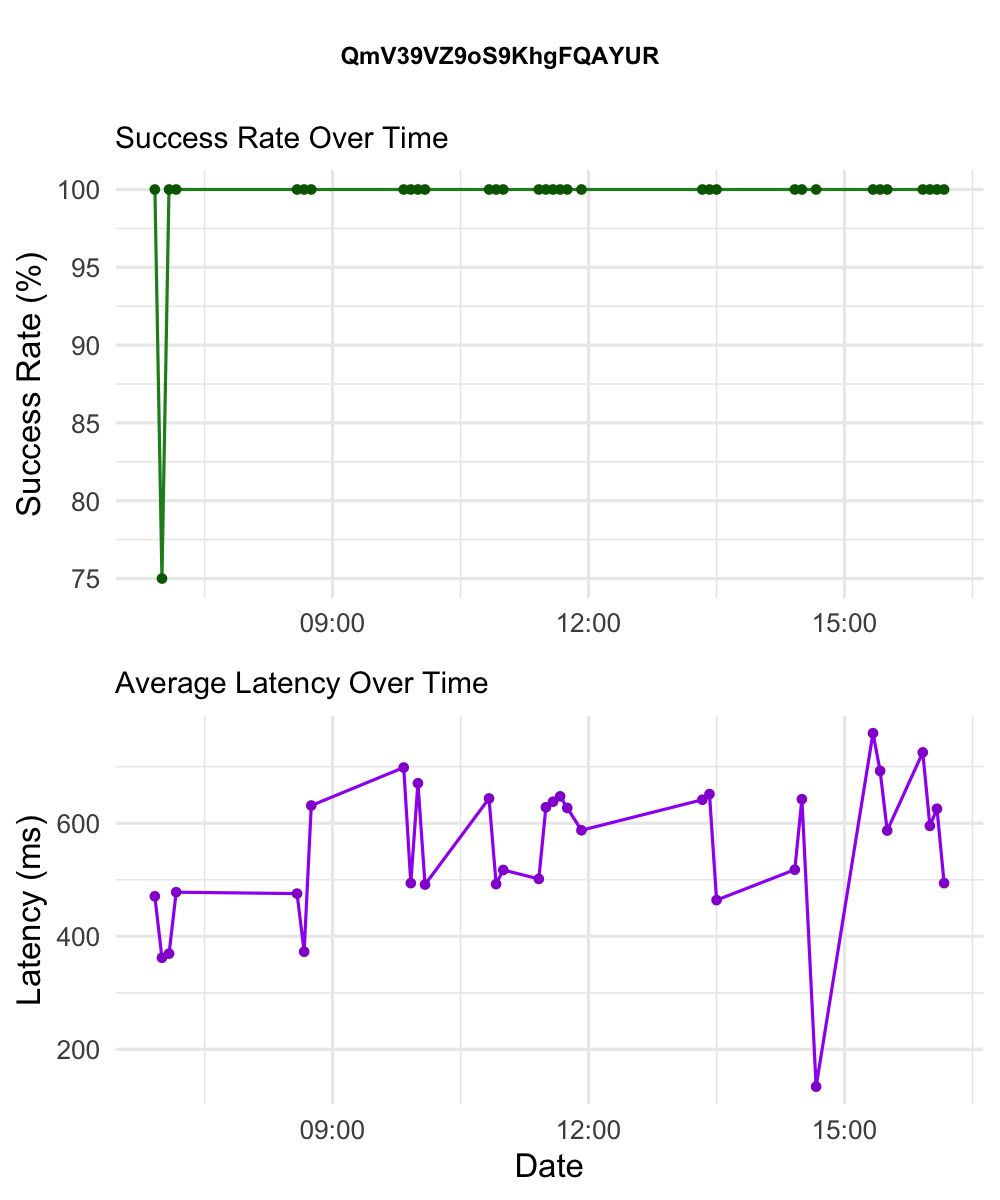 QmV39VZ9oS9KhgFQAYUR
Success Rate Over Time
Success Rate (%)
100
95
90
85
80
75
09:00 12:00 15:00
Average Latency Over Time
Latency (ms)
600
400
200
09:00 12:00 15:00
Date